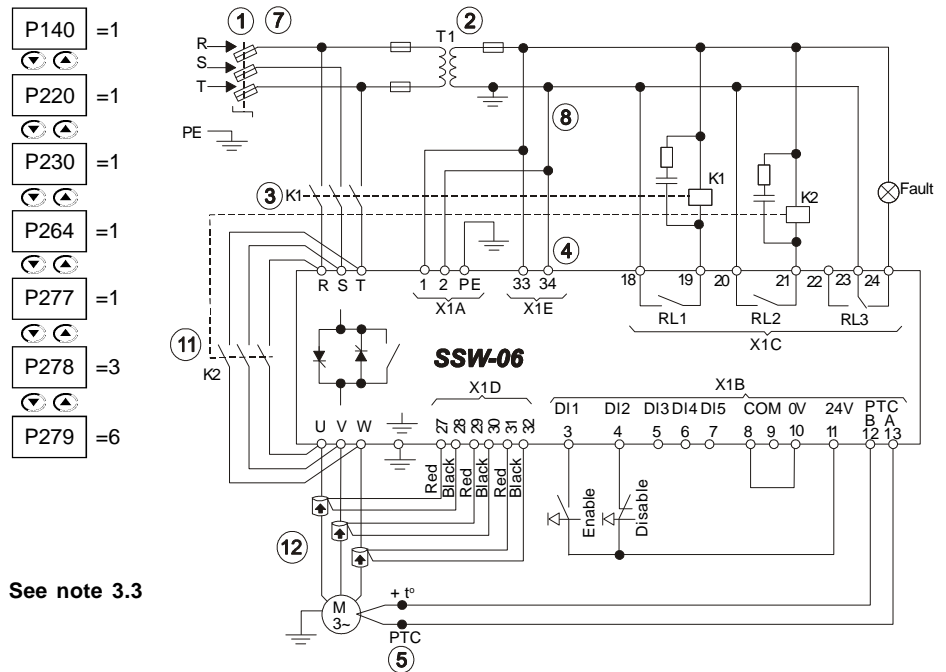 P140 =1
P220 =1
P230 =1
P264 =1
P277 =1
P278 =3
P279 =6
See note 3.3
1 7 2
T1
R
S
T
PE
8
3 K1
K1
K2
Fault
4
R S T 1 2 PE 33 34 18 19 20 21 22 23 24
X1A X1E RL1 RL2 RL3
X1C
11
K2
SSW-06
X1D X1B
DI1 DI2 DI3 DI4 DI5 COM 0V 24V PTC
B A
U V W 27 28 29 30 31 32 3 4 5 6 7 8 9 10 11 12 13
Red Black Red Black Red Black
Enable Disable
12
M
3~
+ tº
PTC
5